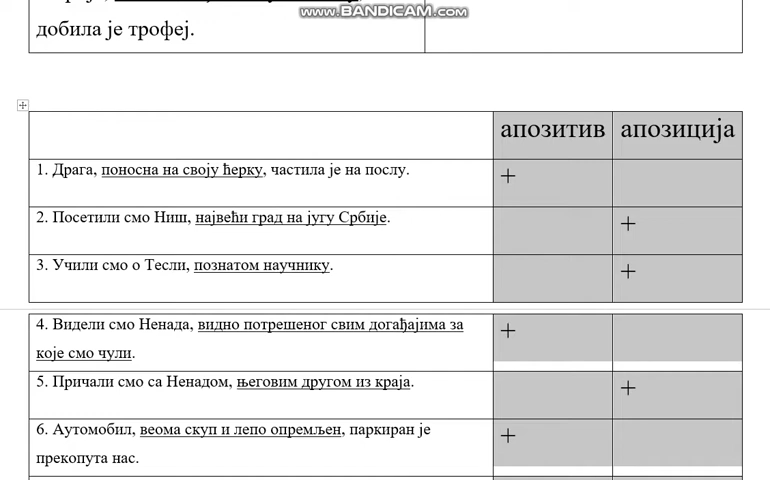 www.BANDICAM.com
добила је трофеј.
апозитив апозиција
1. Драга, поносна на своју ћерку, частила је на послу. +
2. Посетили смо Ниш, највећи град на југу Србије. +
3. Учили смо о Тесли, познатом научнику. +
4. Видели смо Ненада, видно потрешеног свим догађајима за +
које смо чули.
5. Причали смо са Ненадом, његовим другом из краја. +
6. Аутомобил, веома скуп и лепо опремљен, паркиран је +
прекопута нас.